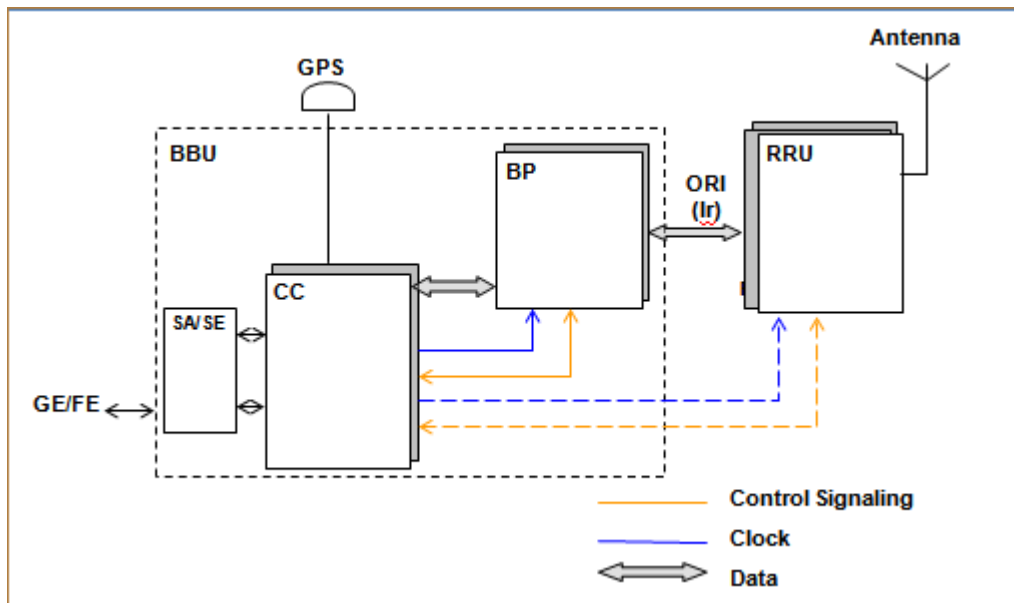 Antenna
GPS
BBU
BP
RRU
ORI
(Ir)
CC
SA/SE
GE/FE
Control Signaling
Clock
Data